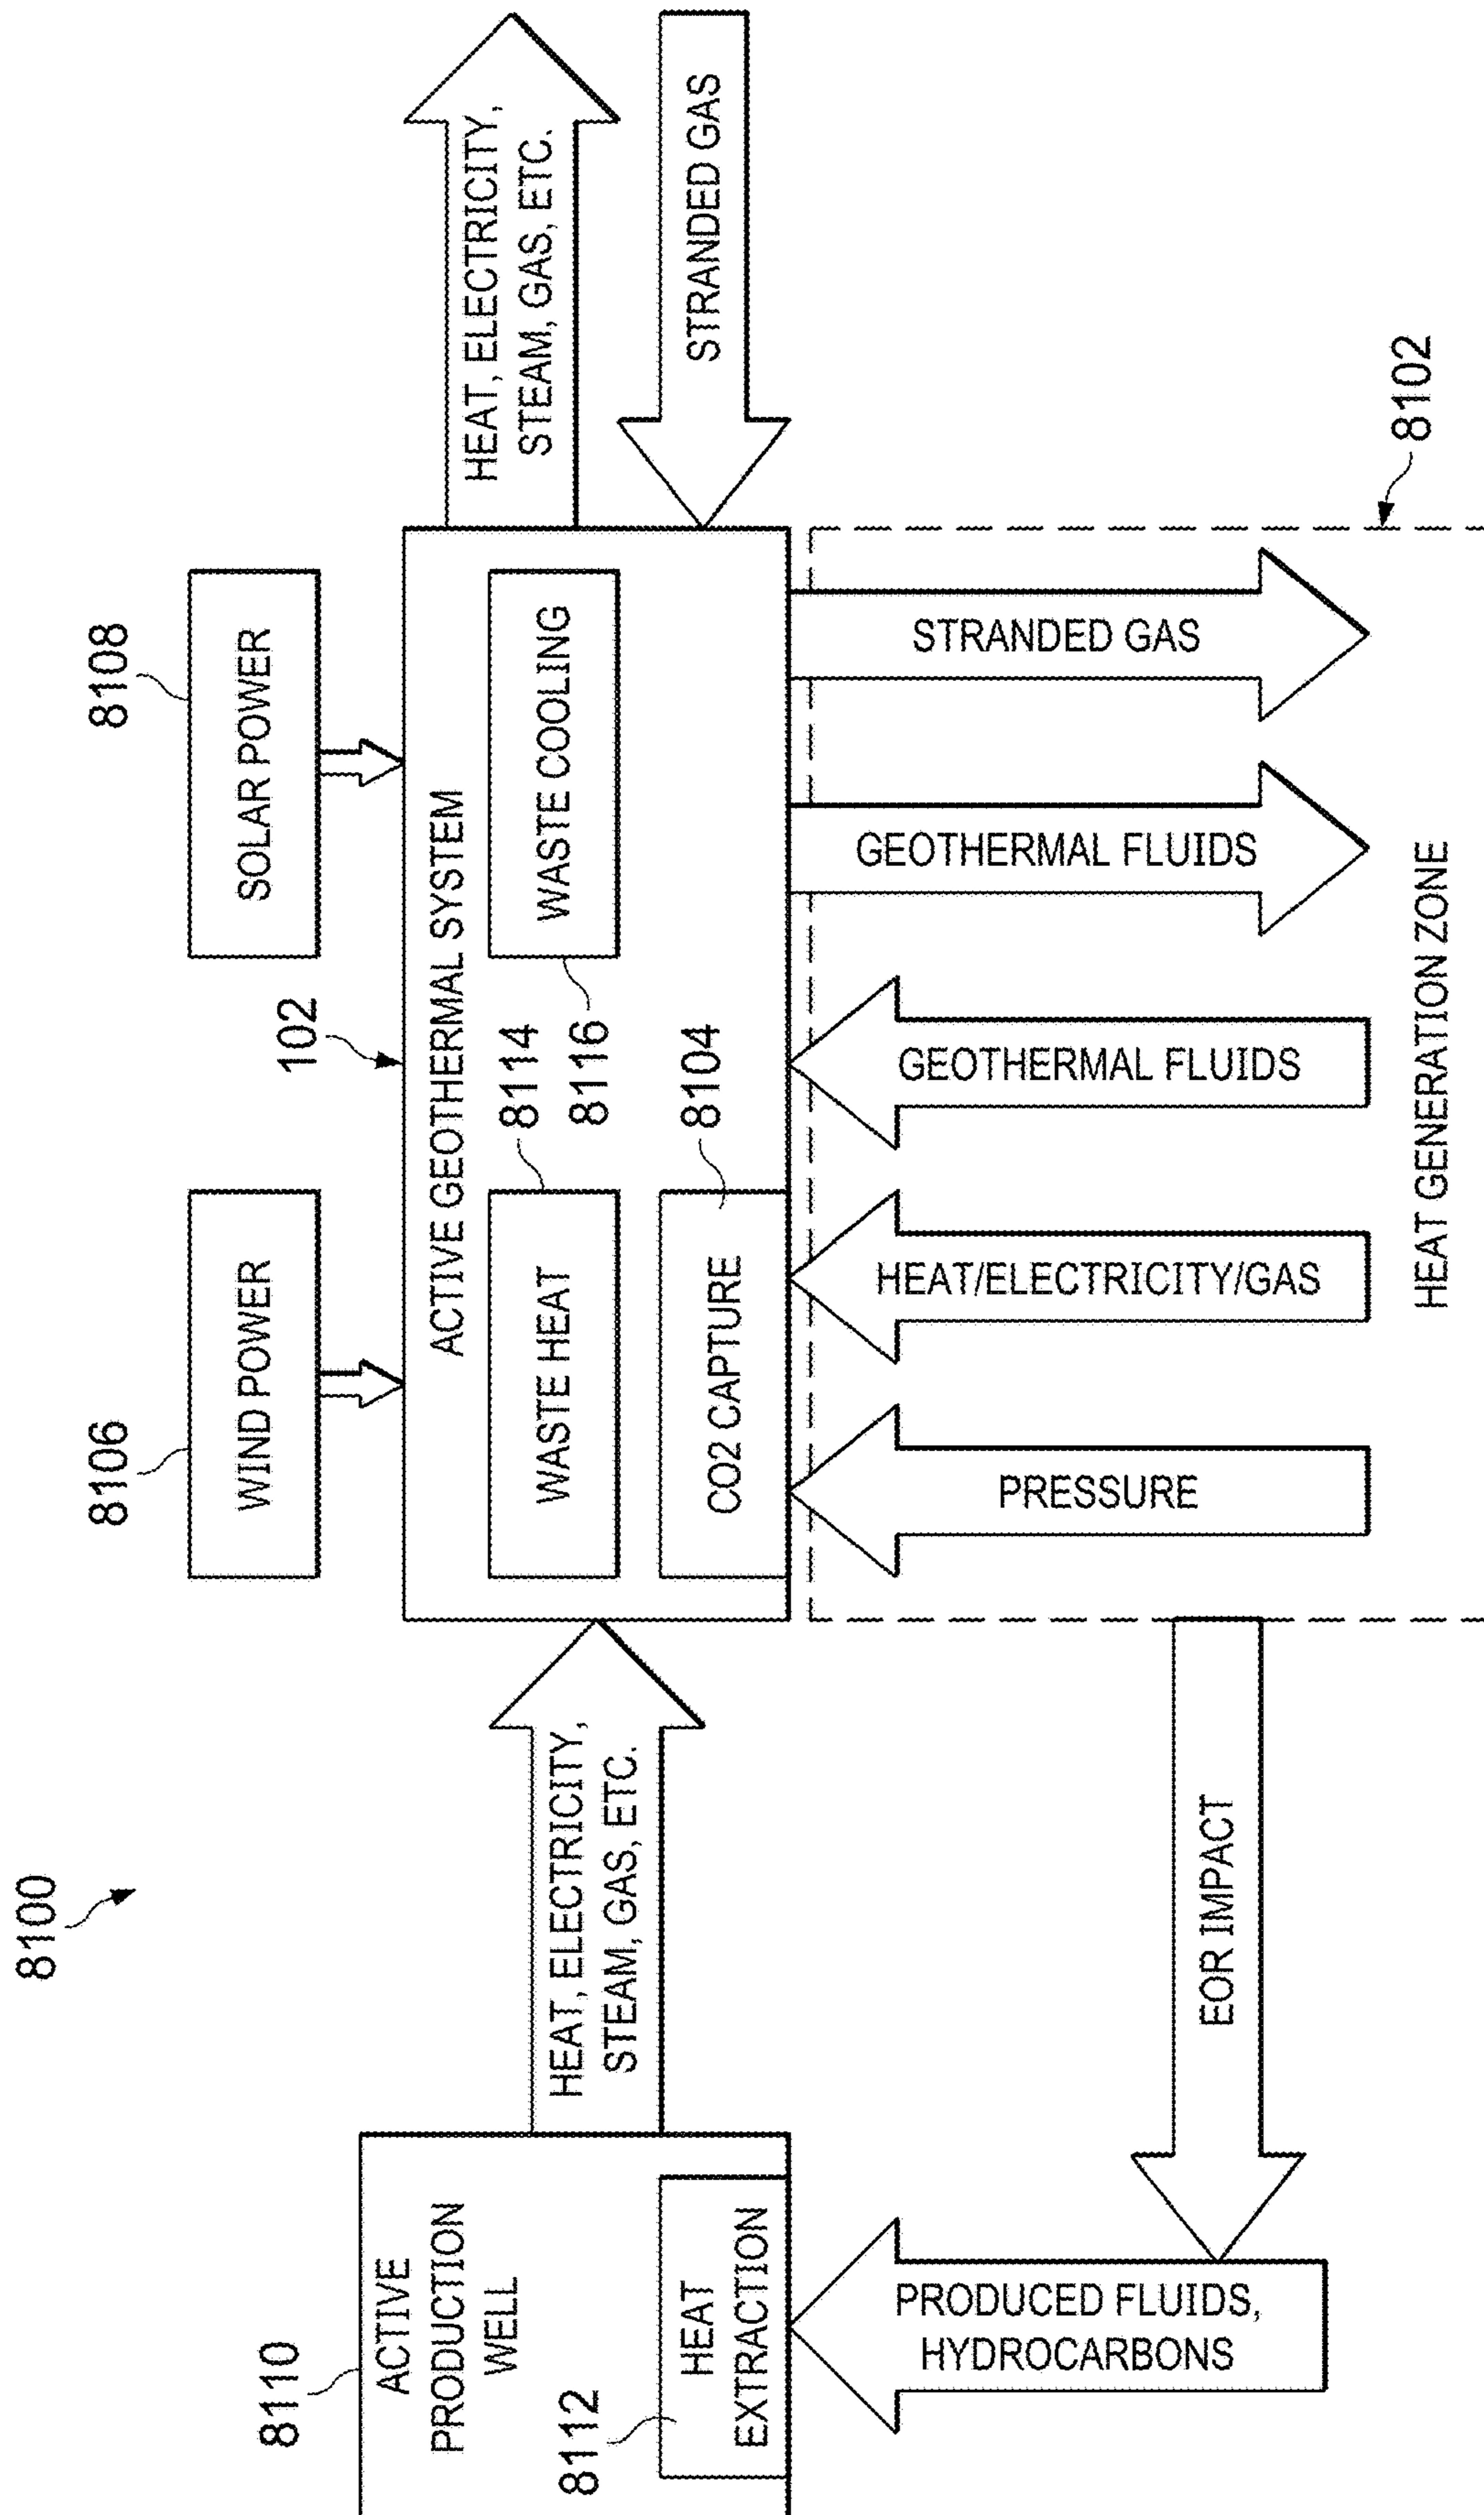 8100
8106
WIND POWER
8108
SOLAR POWER
102
ACTIVE GEOTHERMAL SYSTEM
8110
ACTIVE
PRODUCTION
WELL
8112
HEAT
EXTRACTION
HEAT, ELECTRICITY,
STEAM, GAS, ETC.
WASTE HEAT
8114
8116
WASTE COOLING
CO2 CAPTURE
8104
HEAT, ELECTRICITY,
STEAM, GAS, ETC.
STRANDED GAS
PRODUCED FLUIDS,
HYDROCARBONS
EOR IMPACT
PRESSURE
HEAT/ELECTRICITY/GAS
GEOTHERMAL FLUIDS
GEOTHERMAL FLUIDS
STRANDED GAS
8102
HEAT GENERATION ZONE